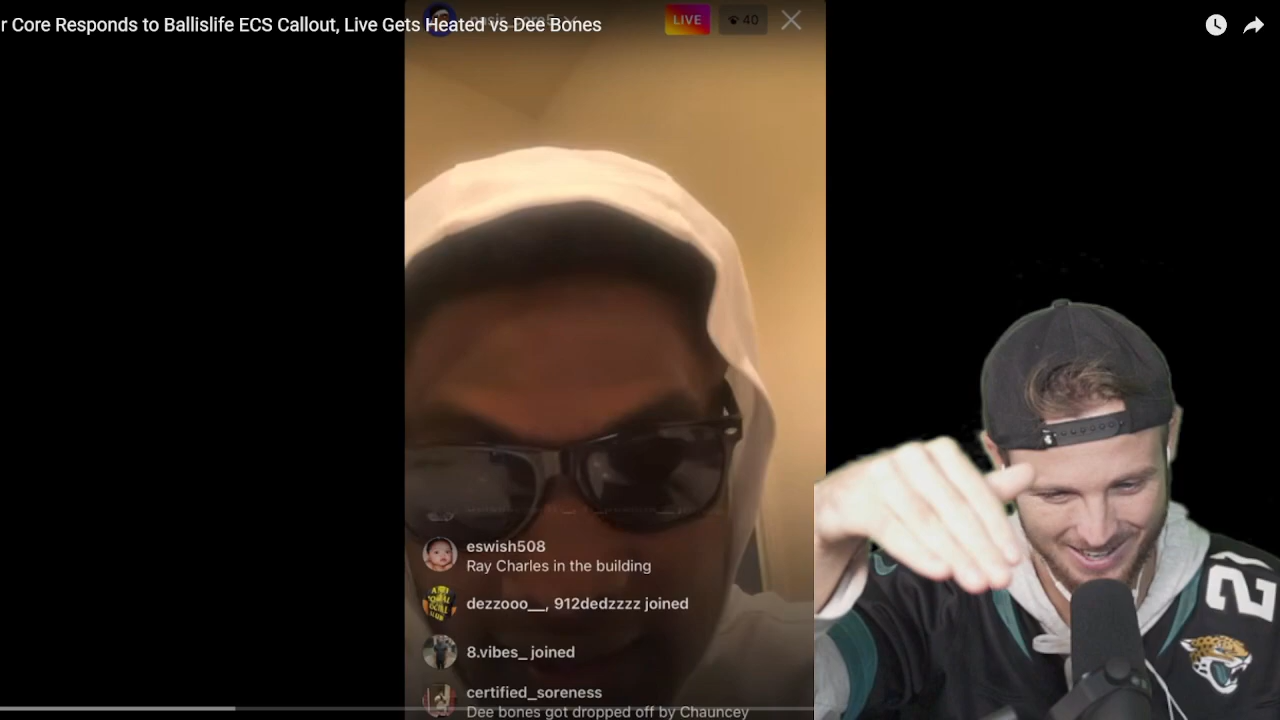 r Core Responds to Ballislife ECS Callout, Live Gets Heated vs Dee Bones
LIVE
40
eswish508
Ray Charles in the building
dezzooo__, 912dedzzzz joined
8.vibes_ joined
certified_soreness
Dee bones got dropped off by Chauncey
21